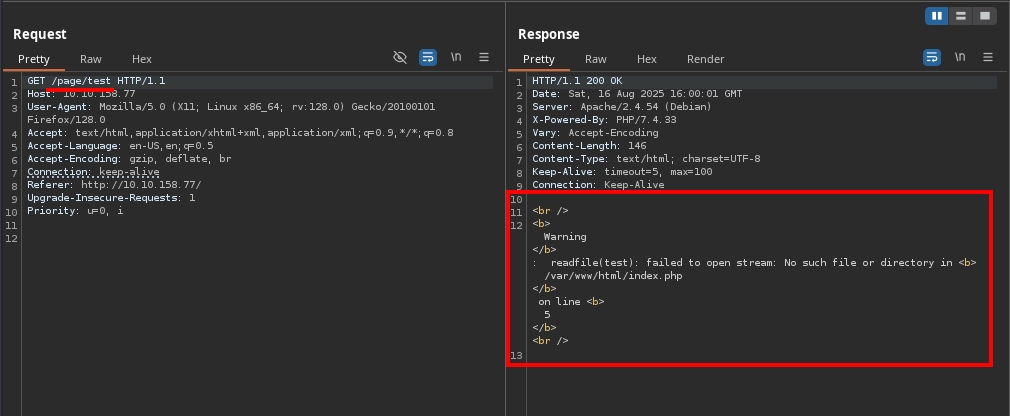 Request
Pretty Raw Hex \n
1 GET /page/test HTTP/1.1
2 Host: 10.10.158.77
3 User-Agent: Mozilla/5.0 (X11; Linux x86_64; rv:128.0) Gecko/20100101
Firefox/128.0
4 Accept: text/html,application/xhtml+xml,application/xml;q=0.9,*/*;q=0.8
5 Accept-Language: en-US,en;q=0.5
6 Accept-Encoding: gzip, deflate, br
7 Connection: keep-alive
8 Referer: http://10.10.158.77/
9 Upgrade-Insecure-Requests: 1
10 Priority: u=0, i
11
12
Response
Pretty Raw Hex Render \n
1 HTTP/1.1 200 OK
2 Date: Sat, 16 Aug 2025 16:00:01 GMT
3 Server: Apache/2.4.54 (Debian)
4 X-Powered-By: PHP/7.4.33
5 Vary: Accept-Encoding
6 Content-Length: 146
7 Content-Type: text/html; charset=UTF-8
8 Keep-Alive: timeout=5, max=100
9 Connection: Keep-Alive
10
11 <br />
12 <b>
Warning
</b>
: readfile(test): failed to open stream: No such file or directory in <b>
/var/www/html/index.php
</b>
on line <b>
5
</b>
<br />
13